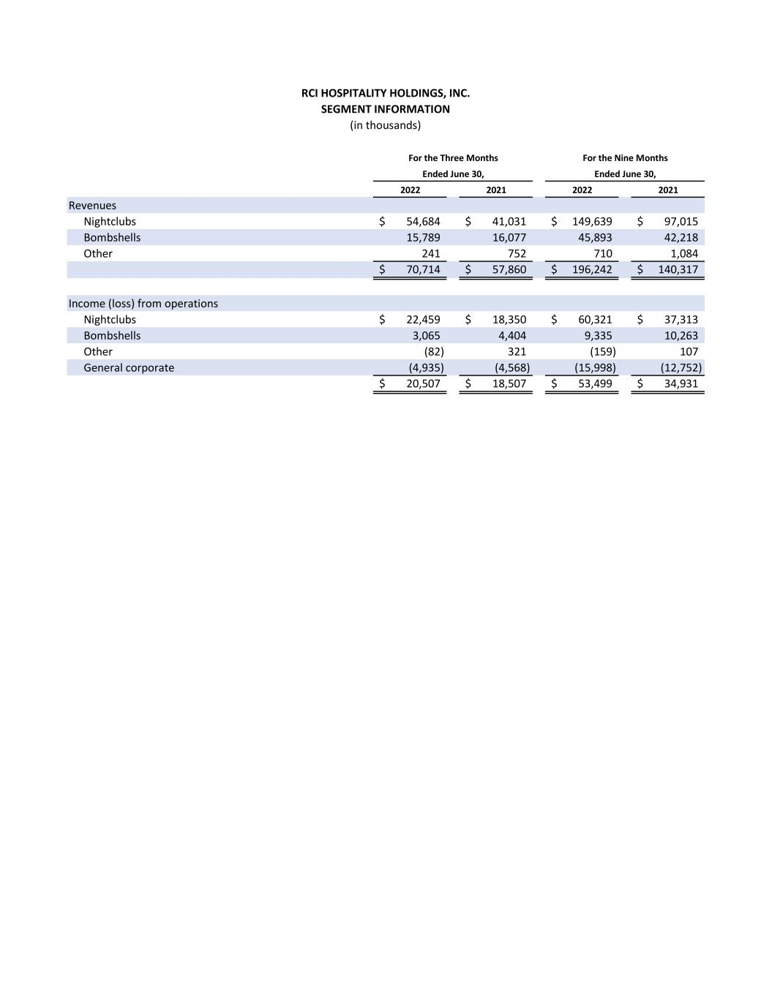 RCI HOSPITALITY HOLDINGS, INC.
SEGMENT INFORMATION
(in thousands)
For the Three Months For the Nine Months
Ended June 30, Ended June 30,
2022 2021 2022 2021
Revenues
Nightclubs $ 54,684 $ 41,031 $ 149,639 $ 97,015
Bombshells 15,789 16,077 45,893 42,218
Other 241 752 710 1,084
$ 70,714 $ 57,860 $ 196,242 $ 140,317
Income (loss) from operations
Nightclubs $ 22,459 $ 18,350 $ 60,321 $ 37,313
Bombshells 3,065 4,404 9,335 10,263
Other (82) 321 (159) 107
General corporate (4,935) (4,568) (15,998) (12,752)
$ 20,507 $ 18,507 $ 53,499 $ 34,931